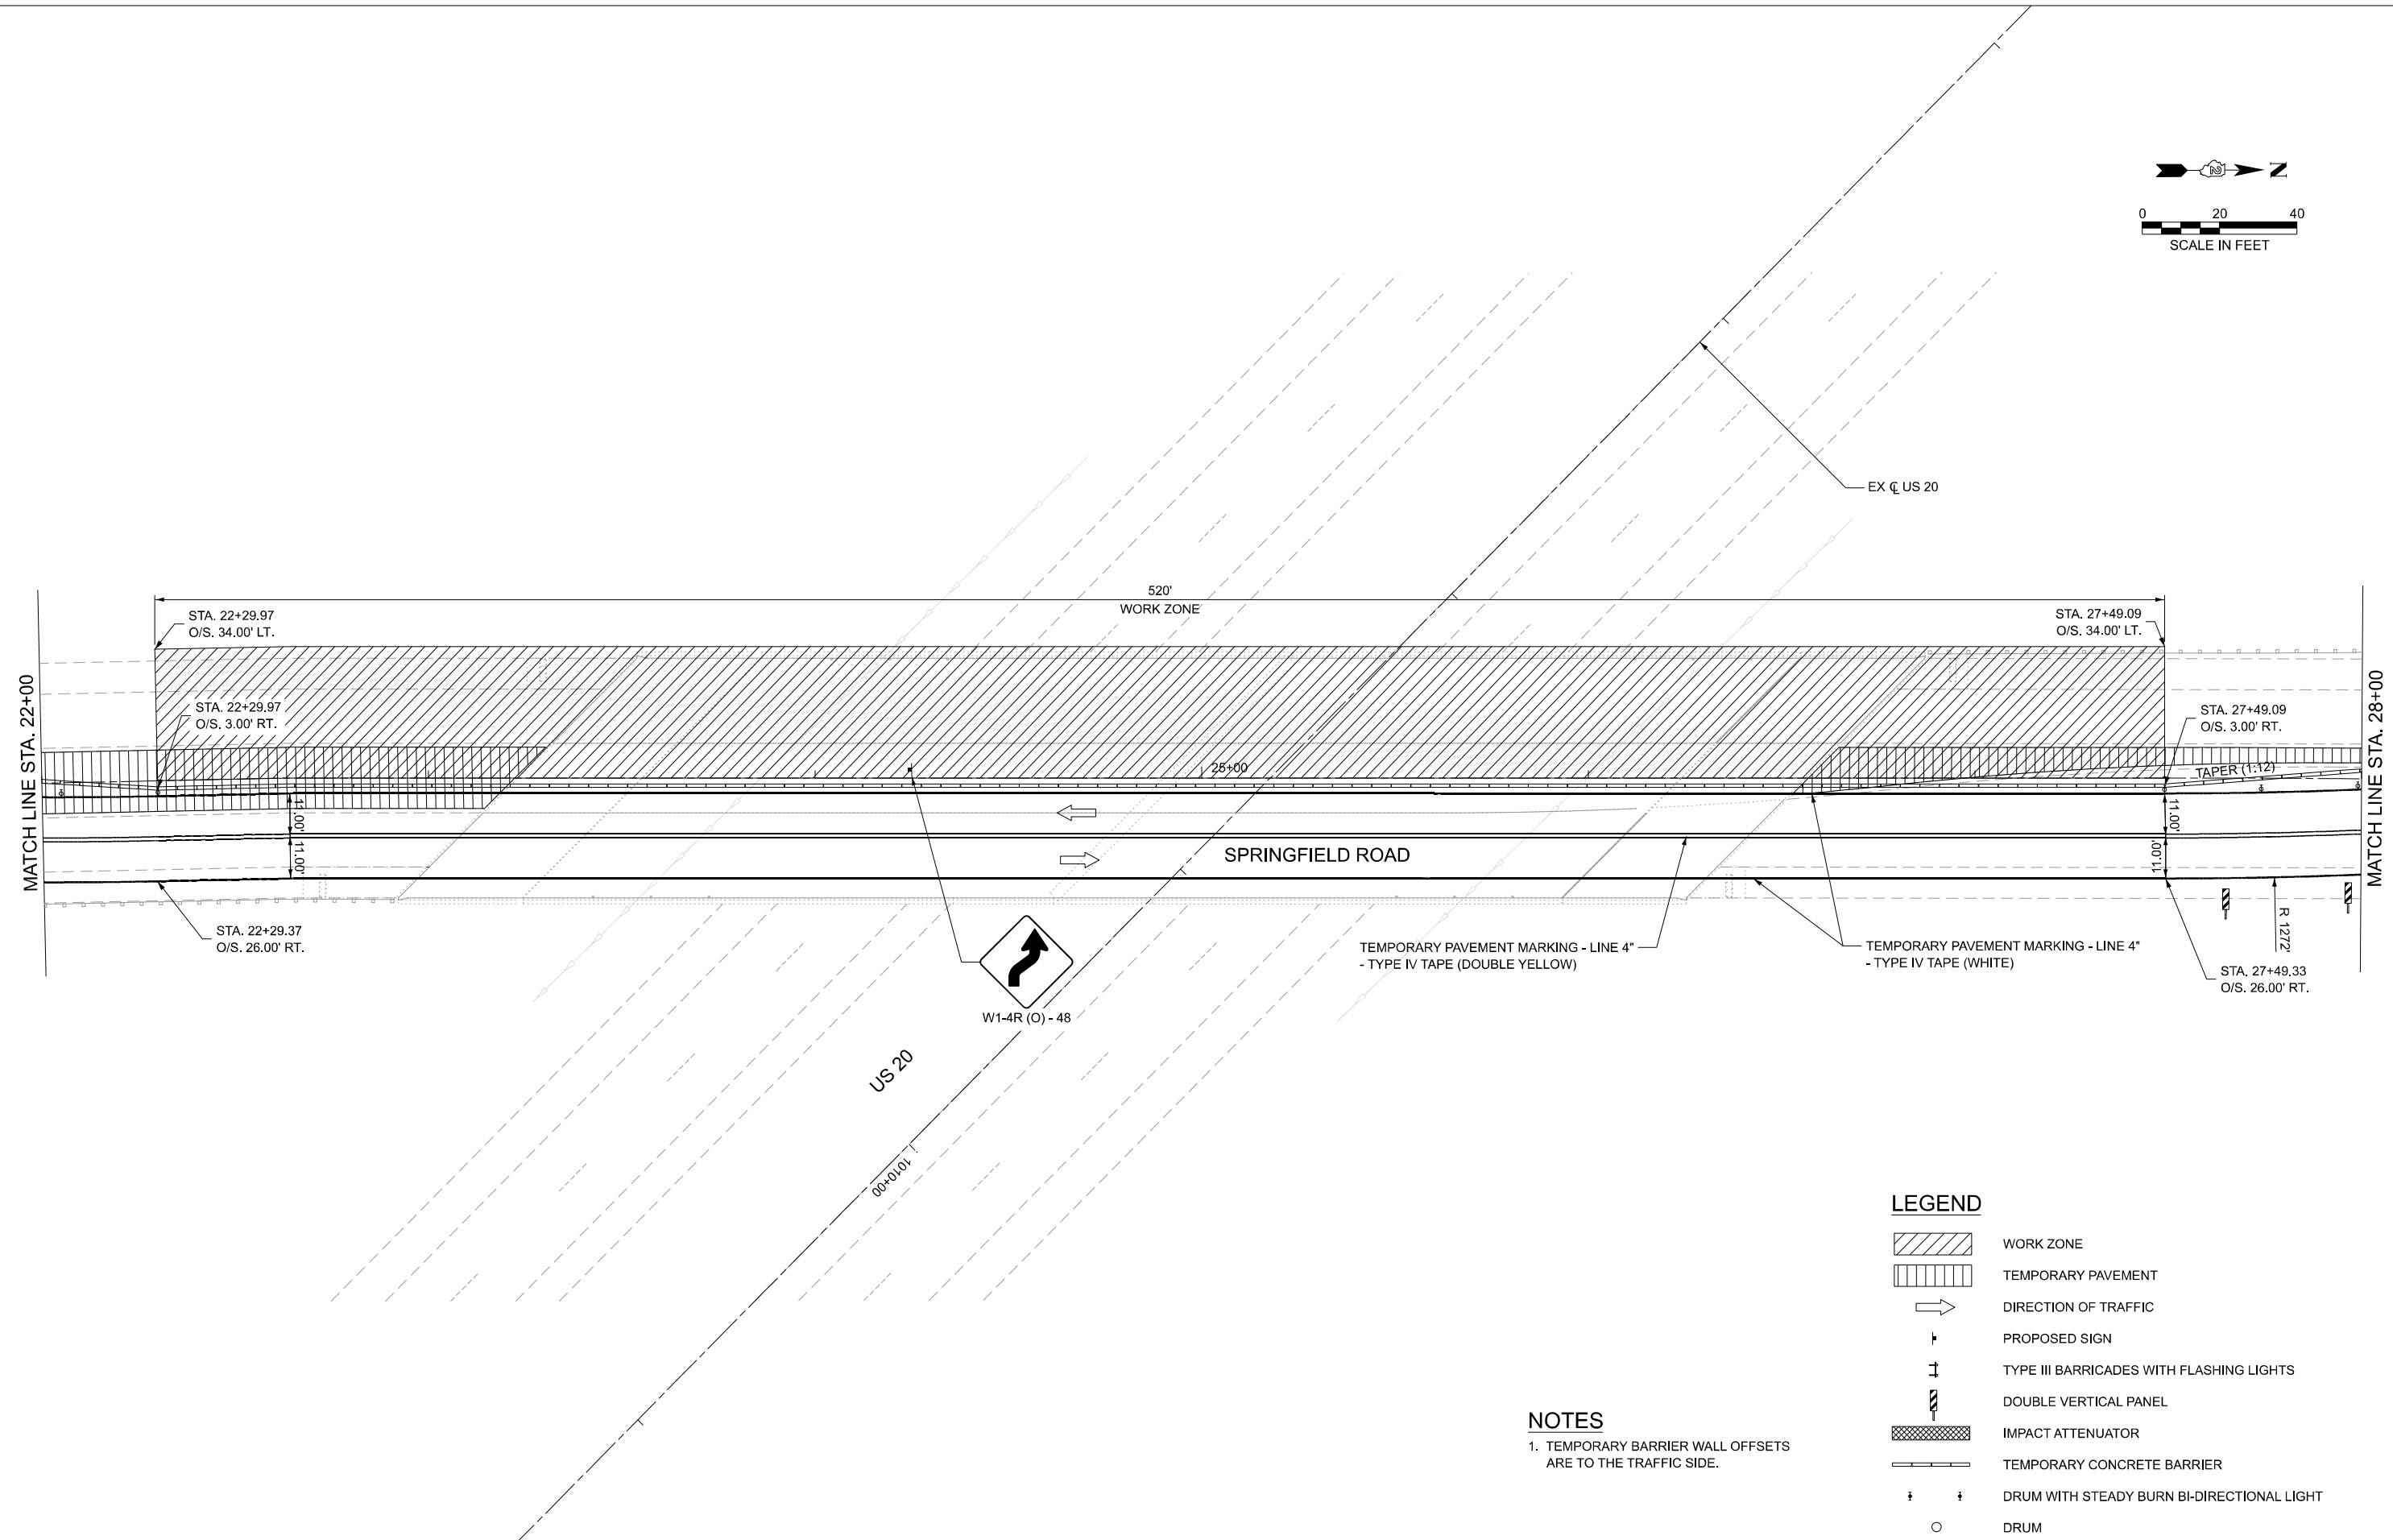 N
0 20 40
SCALE IN FEET
EX ℄ US 20
520'
WORK ZONE
STA. 22+29.97
O/S. 34.00' LT.
STA. 27+49.09
O/S. 34.00' LT.
MATCH LINE STA. 22+00
STA. 22+29.97
O/S. 3.00' RT.
STA. 27+49.09
O/S. 3.00' RT.
MATCH LINE STA. 28+00
25+00
TAPER (1:12)
11.00'
11.00'
11.00'
11.00'
SPRINGFIELD ROAD
STA. 22+29.37
O/S. 26.00' RT.
TEMPORARY PAVEMENT MARKING - LINE 4"
- TYPE IV TAPE (DOUBLE YELLOW)
TEMPORARY PAVEMENT MARKING - LINE 4"
- TYPE IV TAPE (WHITE)
R 1272'
STA. 27+49.33
O/S. 26.00' RT.
W1-4R (O) - 48
US 20
1010+00
LEGEND
WORK ZONE
TEMPORARY PAVEMENT
DIRECTION OF TRAFFIC
PROPOSED SIGN
TYPE III BARRICADES WITH FLASHING LIGHTS
DOUBLE VERTICAL PANEL
IMPACT ATTENUATOR
TEMPORARY CONCRETE BARRIER
DRUM WITH STEADY BURN BI-DIRECTIONAL LIGHT
DRUM
NOTES
1. TEMPORARY BARRIER WALL OFFSETS
ARE TO THE TRAFFIC SIDE.